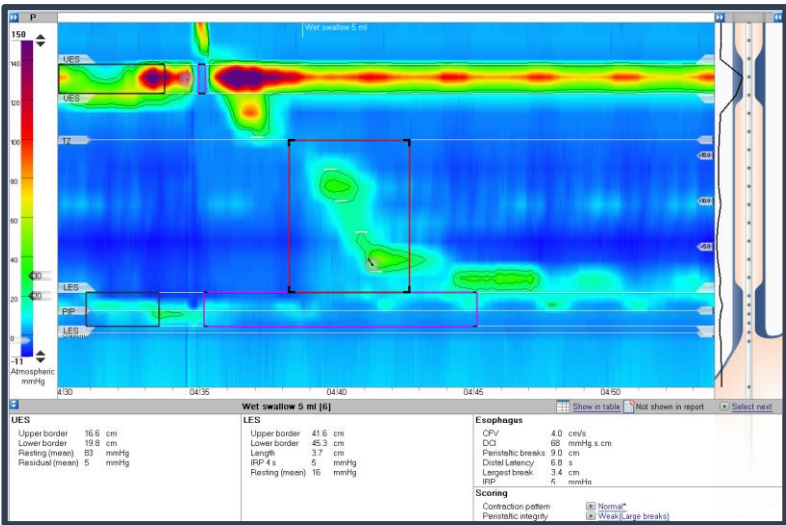 P
Wet swallow 5 ml
150
UES
140
120
UES
TZ
100
+15.0
80
+10.0
60
+5.0
40
30
LES
20
20
PIP
0
LES
-11
Atmospheric
mmHg
4:30
04:35
04:40
04:45
04:50
Wet swallow 5 ml [6]
Show in table
Not shown in report
Select next
UES
Upper border 16.6 cm
Lower border 19.8 cm
Resting (mean) 83 mmHg
Residual (mean) 5 mmHg
LES
Upper border 41.6 cm
Lower border 45.3 cm
Length 3.7 cm
IRP 4 s 5 mmHg
Resting (mean) 16 mmHg
Esophagus
CFV 4.0 cm/s
DCI 68 mmHg.s.cm
Peristaltic breaks 9.0 cm
Distal Latency 6.8 s
Largest break 3.4 cm
IRP 5 mmHg
Scoring
Contraction pattern Normal*
Peristaltic integrity Weak(Large breaks)